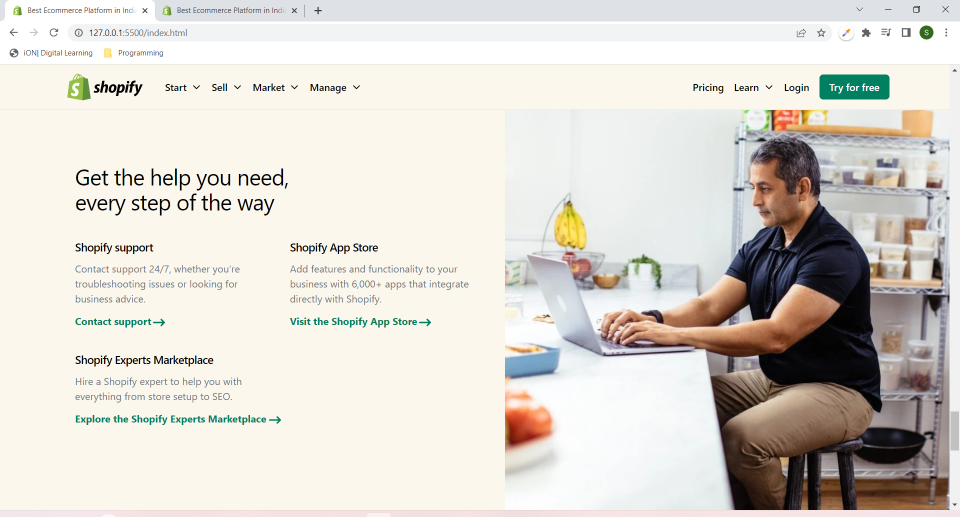 Best Ecommerce Platform in Indi
Best Ecommerce Platform in Indi
127.0.0.1:5500/index.html
S
iON| Digital Learning
Programming
shopify
Start
Sell
Market
Manage
Pricing
Learn
Login
Try for free
Get the help you need,
every step of the way
Shopify support
Contact support 24/7, whether you're
troubleshooting issues or looking for
business advice.
Contact support
Shopify App Store
Add features and functionality to your
business with 6,000+ apps that integrate
directly with Shopify.
Visit the Shopify App Store
Shopify Experts Marketplace
Hire a Shopify expert to help you with
everything from store setup to SEO.
Explore the Shopify Experts Marketplace